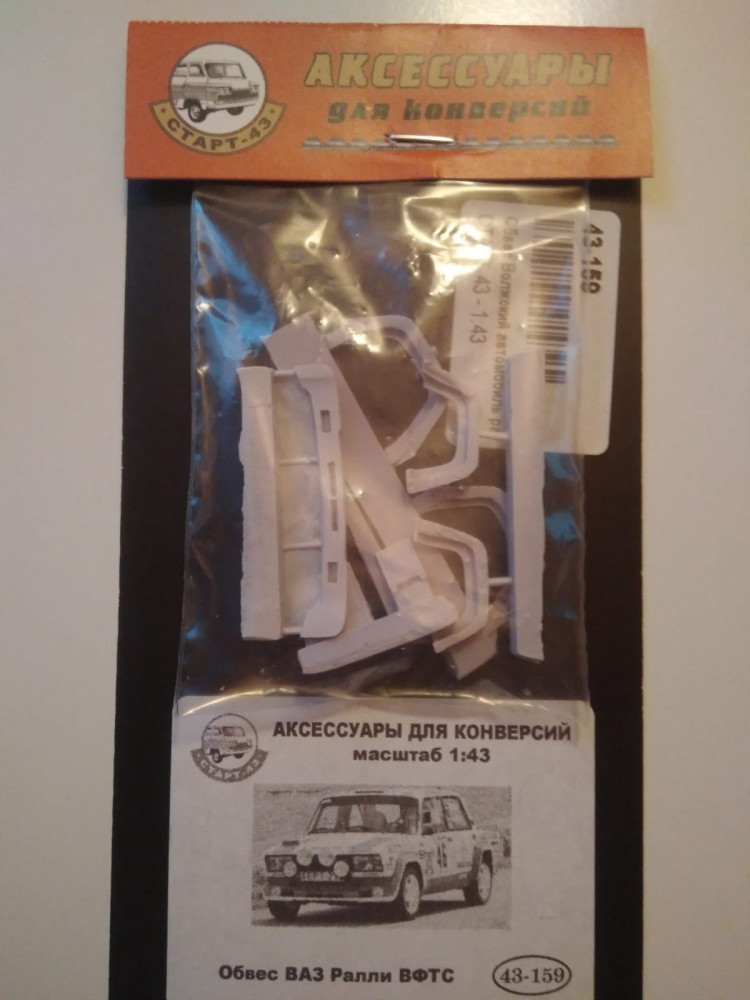 АКСЕССУАРЫ
для конверсий
СТАРТ-43
43-159
Обвес Волжский автомобиль
43 - 1:43
АКСЕССУАРЫ ДЛЯ КОНВЕРСИЙ
масштаб 1:43
СТАРТ-43
Обвес ВАЗ Ралли ВФТС
43-159